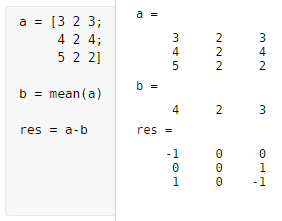 a = [3 2 3;
4 2 4;
5 2 2]
b = mean(a)
res = a-b
a =
3 2 3
4 2 4
5 2 2
b =
4 2 3
res =
-1 0 0
0 0 1
1 0 -1